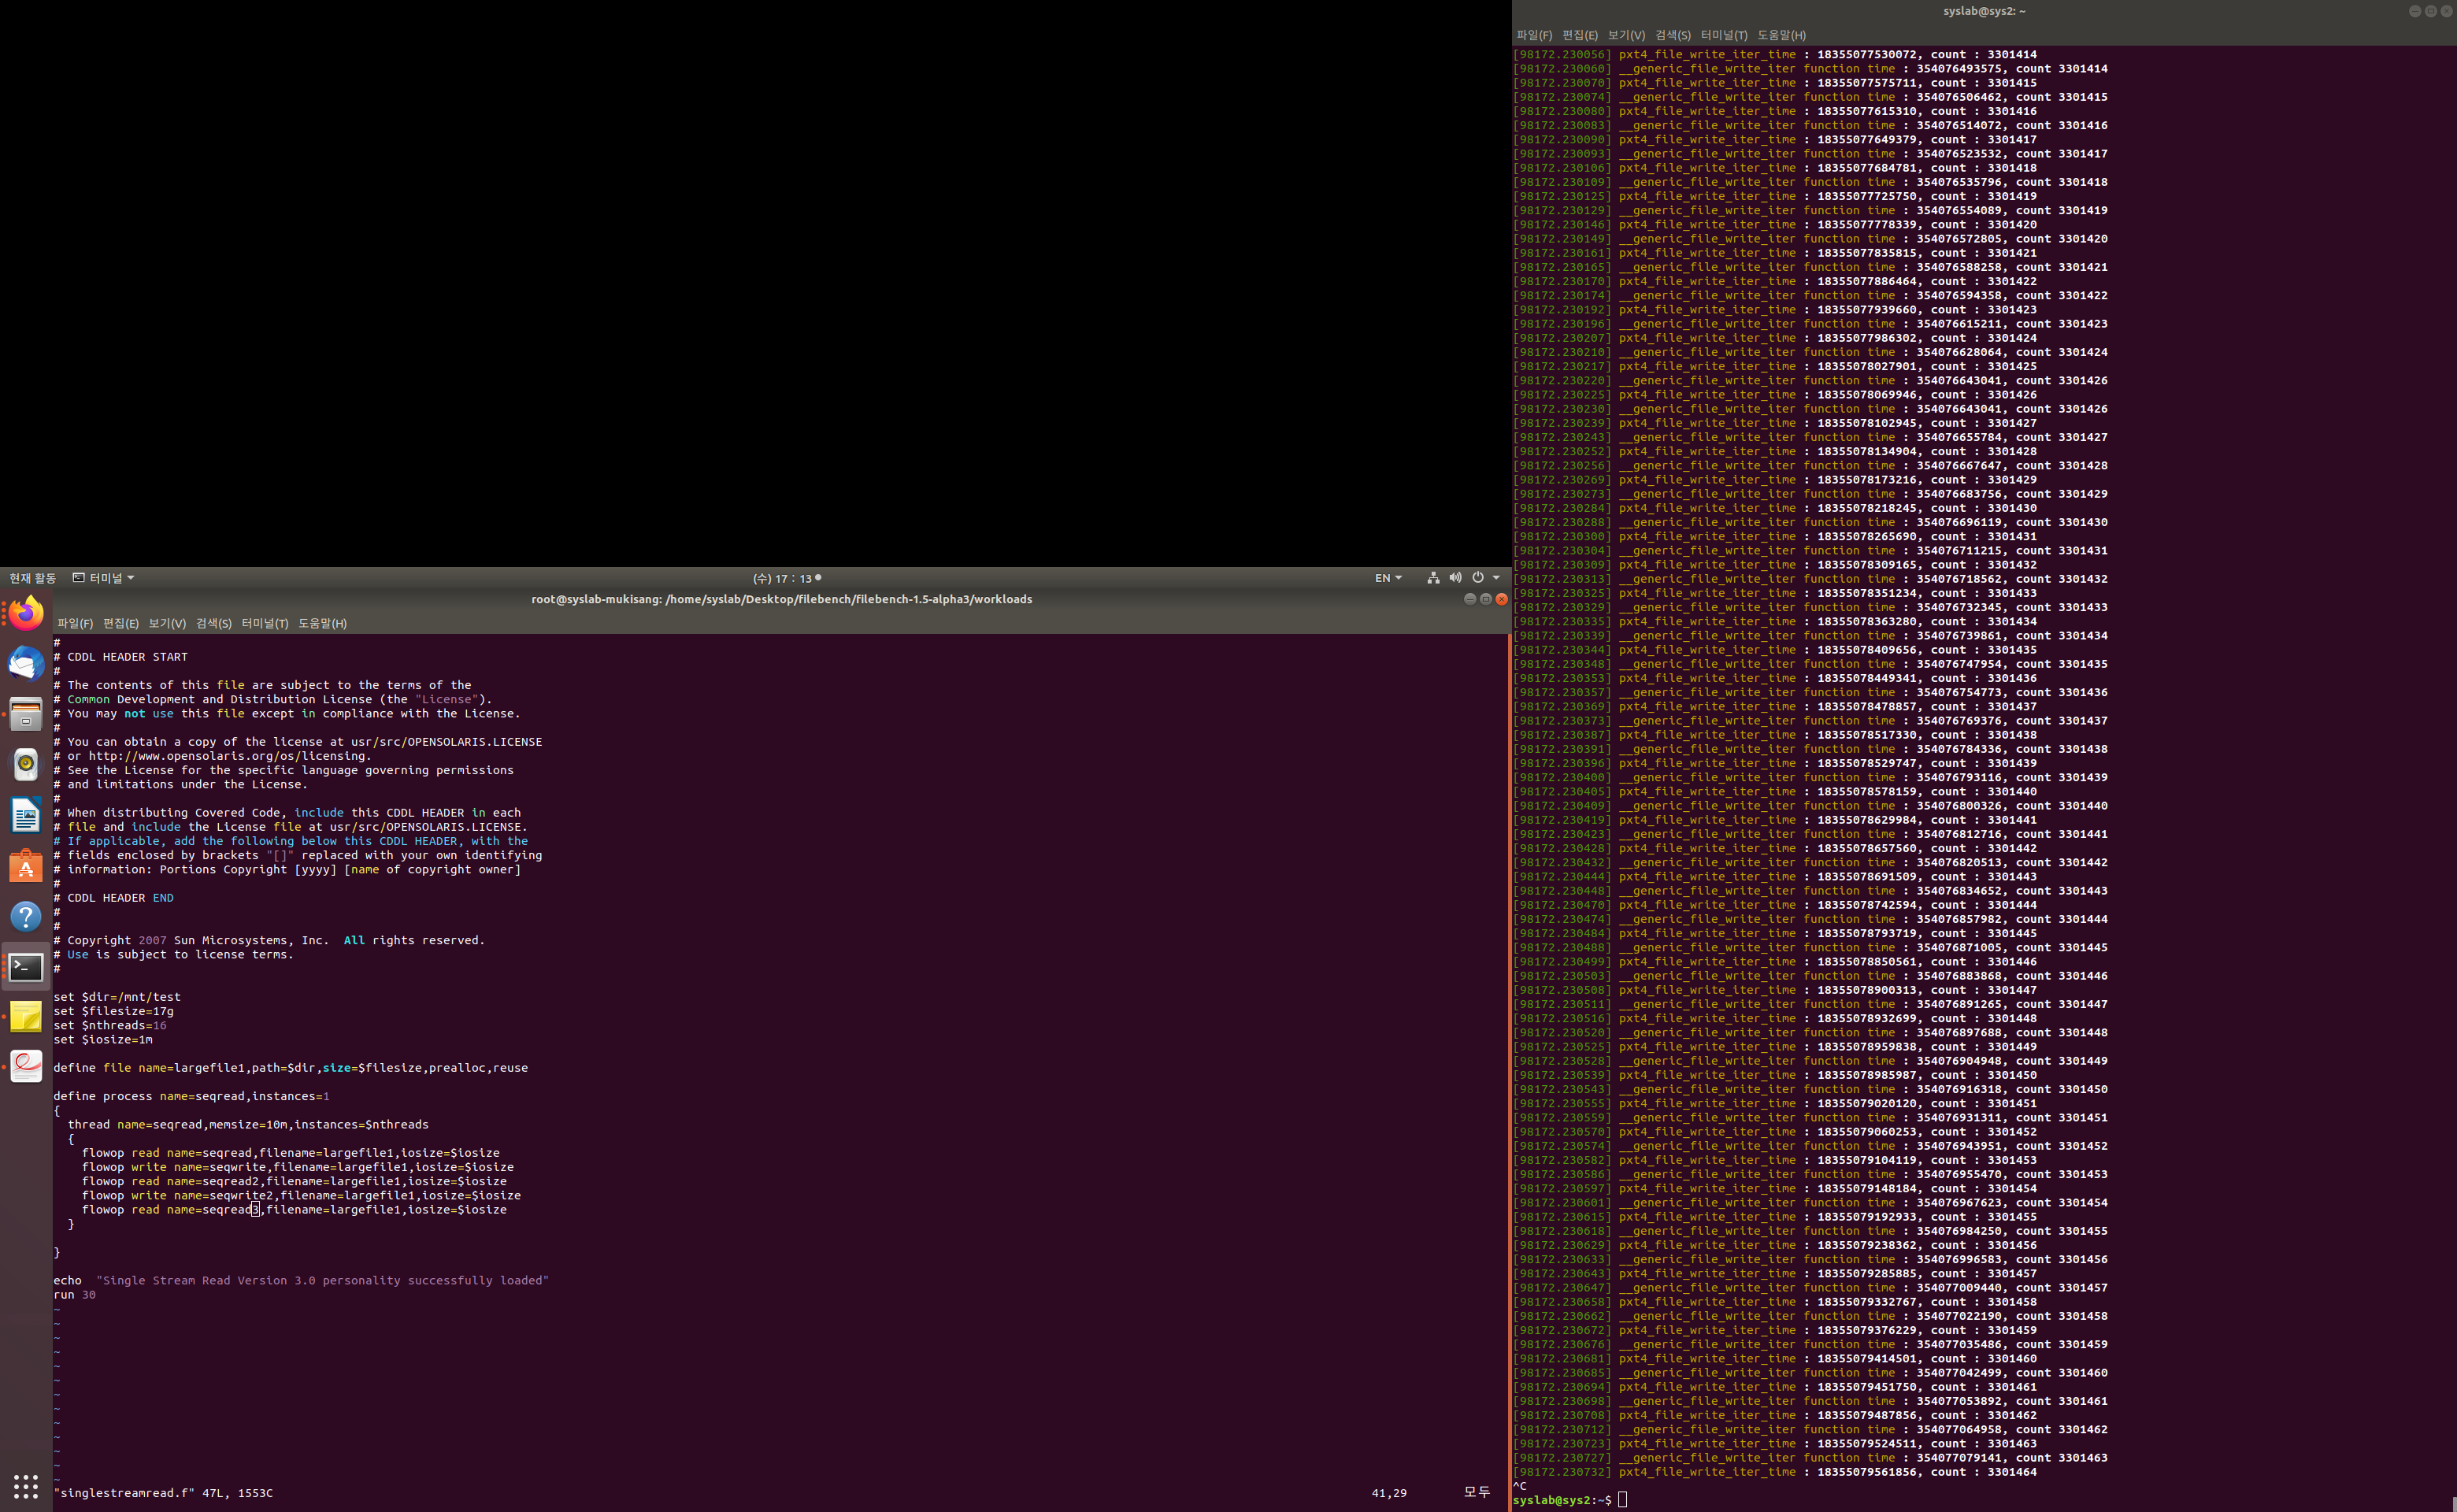 현재 활동
터미널
(수) 17 : 13
EN
root@syslab-mukisang: /home/syslab/Desktop/filebench/filebench-1.5-alpha3/workloads
파일(F) 편집(E) 보기(V) 검색(S) 터미널(T) 도움말(H)
#
# CDDL HEADER START
#
# The contents of this file are subject to the terms of the
# Common Development and Distribution License (the "License").
# You may not use this file except in compliance with the License.
#
# You can obtain a copy of the license at usr/src/OPENSOLARIS.LICENSE
# or http://www.opensolaris.org/os/licensing.
# See the License for the specific language governing permissions
# and limitations under the License.
#
# When distributing Covered Code, include this CDDL HEADER in each
# file and include the License file at usr/src/OPENSOLARIS.LICENSE.
# If applicable, add the following below this CDDL HEADER, with the
# fields enclosed by brackets "[]" replaced with your own identifying
# information: Portions Copyright [yyyy] [name of copyright owner]
#
# CDDL HEADER END
#
#
# Copyright 2007 Sun Microsystems, Inc.  All rights reserved.
# Use is subject to license terms.
#
set $dir=/mnt/test
set $filesize=17g
set $nthreads=16
set $iosize=1m
define file name=largefile1,path=$dir,size=$filesize,prealloc,reuse
define process name=seqread,instances=1
{
  thread name=seqread,memsize=10m,instances=$nthreads
  {
    flowop read name=seqread,filename=largefile1,iosize=$iosize
    flowop write name=seqwrite,filename=largefile1,iosize=$iosize
    flowop read name=seqread2,filename=largefile1,iosize=$iosize
    flowop write name=seqwrite2,filename=largefile1,iosize=$iosize
    flowop read name=seqread3,filename=largefile1,iosize=$iosize
  }
}
echo  "Single Stream Read Version 3.0 personality successfully loaded"
run 30
~
~
~
~
~
~
~
~
~
~
~
~
~
"singlestreamread.f" 47L, 1553C
41,29
모두
syslab@sys2: ~
파일(F) 편집(E) 보기(V) 검색(S) 터미널(T) 도움말(H)
[98172.230056] pxt4_file_write_iter_time : 18355077530072, count : 3301414
[98172.230060] __generic_file_write_iter function time : 354076493575, count 3301414
[98172.230070] pxt4_file_write_iter_time : 18355077575711, count : 3301415
[98172.230074] __generic_file_write_iter function time : 354076506462, count 3301415
[98172.230080] pxt4_file_write_iter_time : 18355077615310, count : 3301416
[98172.230083] __generic_file_write_iter function time : 354076514072, count 3301416
[98172.230090] pxt4_file_write_iter_time : 18355077649379, count : 3301417
[98172.230093] __generic_file_write_iter function time : 354076523532, count 3301417
[98172.230106] pxt4_file_write_iter_time : 18355077684781, count : 3301418
[98172.230109] __generic_file_write_iter function time : 354076535796, count 3301418
[98172.230125] pxt4_file_write_iter_time : 18355077725750, count : 3301419
[98172.230129] __generic_file_write_iter function time : 354076554089, count 3301419
[98172.230146] pxt4_file_write_iter_time : 18355077778339, count : 3301420
[98172.230149] __generic_file_write_iter function time : 354076572805, count 3301420
[98172.230161] pxt4_file_write_iter_time : 18355077835815, count : 3301421
[98172.230165] __generic_file_write_iter function time : 354076588258, count 3301421
[98172.230170] pxt4_file_write_iter_time : 18355077886464, count : 3301422
[98172.230174] __generic_file_write_iter function time : 354076594358, count 3301422
[98172.230192] pxt4_file_write_iter_time : 18355077939660, count : 3301423
[98172.230196] __generic_file_write_iter function time : 354076615211, count 3301423
[98172.230207] pxt4_file_write_iter_time : 18355077986302, count : 3301424
[98172.230210] __generic_file_write_iter function time : 354076628064, count 3301424
[98172.230217] pxt4_file_write_iter_time : 18355078027901, count : 3301425
[98172.230220] __generic_file_write_iter function time : 354076643041, count 3301426
[98172.230225] pxt4_file_write_iter_time : 18355078069946, count : 3301426
[98172.230230] __generic_file_write_iter function time : 354076643041, count 3301426
[98172.230239] pxt4_file_write_iter_time : 18355078102945, count : 3301427
[98172.230243] __generic_file_write_iter function time : 354076655784, count 3301427
[98172.230252] pxt4_file_write_iter_time : 18355078134904, count : 3301428
[98172.230256] __generic_file_write_iter function time : 354076667647, count 3301428
[98172.230269] pxt4_file_write_iter_time : 18355078173216, count : 3301429
[98172.230273] __generic_file_write_iter function time : 354076683756, count 3301429
[98172.230284] pxt4_file_write_iter_time : 18355078218245, count : 3301430
[98172.230288] __generic_file_write_iter function time : 354076696119, count 3301430
[98172.230300] pxt4_file_write_iter_time : 18355078265690, count : 3301431
[98172.230304] __generic_file_write_iter function time : 354076711215, count 3301431
[98172.230309] pxt4_file_write_iter_time : 18355078309165, count : 3301432
[98172.230313] __generic_file_write_iter function time : 354076718562, count 3301432
[98172.230325] pxt4_file_write_iter_time : 18355078351234, count : 3301433
[98172.230329] __generic_file_write_iter function time : 354076732345, count 3301433
[98172.230335] pxt4_file_write_iter_time : 18355078363280, count : 3301434
[98172.230339] __generic_file_write_iter function time : 354076739861, count 3301434
[98172.230344] pxt4_file_write_iter_time : 18355078409656, count : 3301435
[98172.230348] __generic_file_write_iter function time : 354076747954, count 3301435
[98172.230353] pxt4_file_write_iter_time : 18355078449341, count : 3301436
[98172.230357] __generic_file_write_iter function time : 354076754773, count 3301436
[98172.230369] pxt4_file_write_iter_time : 18355078478857, count : 3301437
[98172.230373] __generic_file_write_iter function time : 354076769376, count 3301437
[98172.230387] pxt4_file_write_iter_time : 18355078517330, count : 3301438
[98172.230391] __generic_file_write_iter function time : 354076784336, count 3301438
[98172.230396] pxt4_file_write_iter_time : 18355078529747, count : 3301439
[98172.230400] __generic_file_write_iter function time : 354076793116, count 3301439
[98172.230405] pxt4_file_write_iter_time : 18355078578159, count : 3301440
[98172.230409] __generic_file_write_iter function time : 354076800326, count 3301440
[98172.230419] pxt4_file_write_iter_time : 18355078629984, count : 3301441
[98172.230423] __generic_file_write_iter function time : 354076812716, count 3301441
[98172.230428] pxt4_file_write_iter_time : 18355078657560, count : 3301442
[98172.230432] __generic_file_write_iter function time : 354076820513, count 3301442
[98172.230444] pxt4_file_write_iter_time : 18355078691509, count : 3301443
[98172.230448] __generic_file_write_iter function time : 354076834652, count 3301443
[98172.230470] pxt4_file_write_iter_time : 18355078742594, count : 3301444
[98172.230474] __generic_file_write_iter function time : 354076857982, count 3301444
[98172.230484] pxt4_file_write_iter_time : 18355078793719, count : 3301445
[98172.230488] __generic_file_write_iter function time : 354076871005, count 3301445
[98172.230499] pxt4_file_write_iter_time : 18355078850561, count : 3301446
[98172.230503] __generic_file_write_iter function time : 354076883868, count 3301446
[98172.230508] pxt4_file_write_iter_time : 18355078900313, count : 3301447
[98172.230511] __generic_file_write_iter function time : 354076891265, count 3301447
[98172.230516] pxt4_file_write_iter_time : 18355078932699, count : 3301448
[98172.230520] __generic_file_write_iter function time : 354076897688, count 3301448
[98172.230525] pxt4_file_write_iter_time : 18355078959838, count : 3301449
[98172.230528] __generic_file_write_iter function time : 354076904948, count 3301449
[98172.230539] pxt4_file_write_iter_time : 18355078985987, count : 3301450
[98172.230543] __generic_file_write_iter function time : 354076916318, count 3301450
[98172.230555] pxt4_file_write_iter_time : 18355079020120, count : 3301451
[98172.230559] __generic_file_write_iter function time : 354076931311, count 3301451
[98172.230570] pxt4_file_write_iter_time : 18355079060253, count : 3301452
[98172.230574] __generic_file_write_iter function time : 354076943951, count 3301452
[98172.230582] pxt4_file_write_iter_time : 18355079104119, count : 3301453
[98172.230586] __generic_file_write_iter function time : 354076955470, count 3301453
[98172.230597] pxt4_file_write_iter_time : 18355079148184, count : 3301454
[98172.230601] __generic_file_write_iter function time : 354076967623, count 3301454
[98172.230615] pxt4_file_write_iter_time : 18355079192933, count : 3301455
[98172.230618] __generic_file_write_iter function time : 354076984250, count 3301455
[98172.230629] pxt4_file_write_iter_time : 18355079238362, count : 3301456
[98172.230633] __generic_file_write_iter function time : 354076996583, count 3301456
[98172.230643] pxt4_file_write_iter_time : 18355079285885, count : 3301457
[98172.230647] __generic_file_write_iter function time : 354077009440, count 3301457
[98172.230658] pxt4_file_write_iter_time : 18355079332767, count : 3301458
[98172.230662] __generic_file_write_iter function time : 354077022190, count 3301458
[98172.230672] pxt4_file_write_iter_time : 18355079376229, count : 3301459
[98172.230676] __generic_file_write_iter function time : 354077035486, count 3301459
[98172.230681] pxt4_file_write_iter_time : 18355079414501, count : 3301460
[98172.230685] __generic_file_write_iter function time : 354077042499, count 3301460
[98172.230694] pxt4_file_write_iter_time : 18355079451750, count : 3301461
[98172.230698] __generic_file_write_iter function time : 354077053892, count 3301461
[98172.230708] pxt4_file_write_iter_time : 18355079487856, count : 3301462
[98172.230712] __generic_file_write_iter function time : 354077064958, count 3301462
[98172.230723] pxt4_file_write_iter_time : 18355079524511, count : 3301463
[98172.230727] __generic_file_write_iter function time : 354077079141, count 3301463
[98172.230732] pxt4_file_write_iter_time : 18355079561856, count : 3301464
^C
syslab@sys2:~$